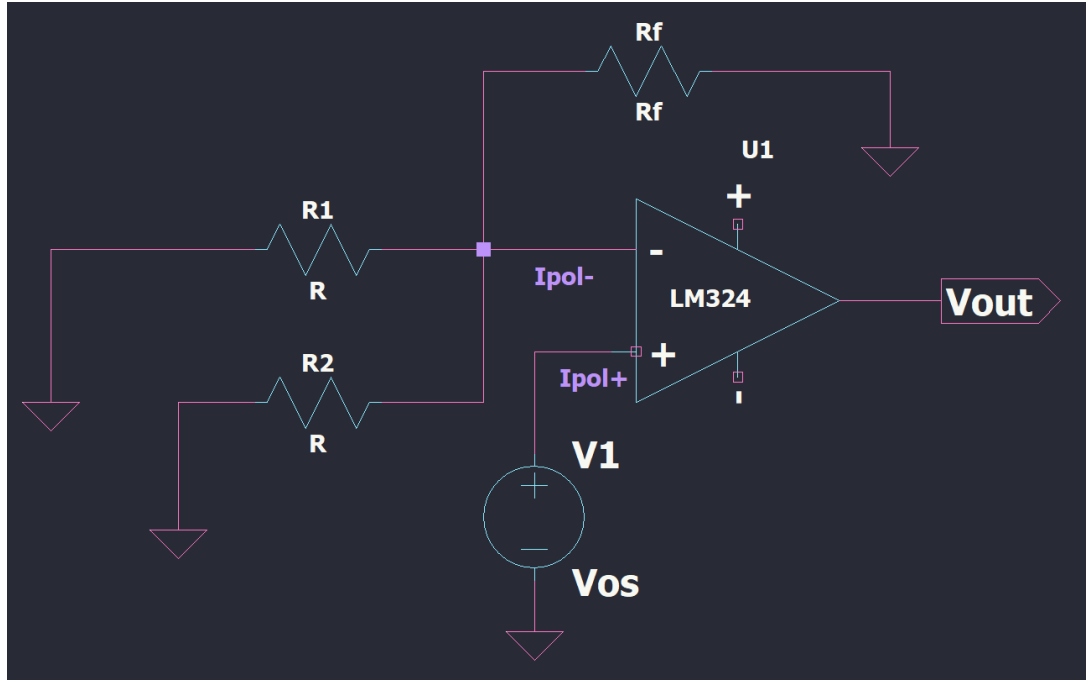 Rf
Rf
U1
+
R1
-
Ipol-
R
LM324
Vout
R2
+
Ipol+
-
R
V1
Vos